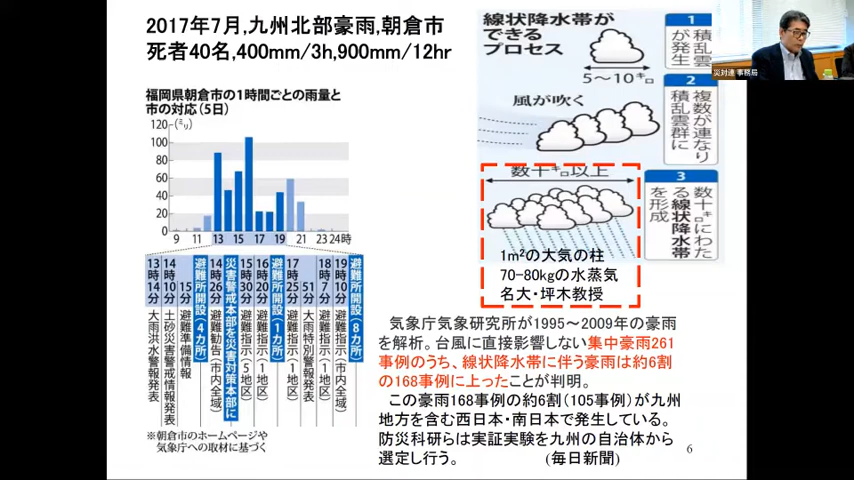 2017年7月,九州北部豪雨,朝倉市
死者40名,400mm/3h,900mm/12hr
福岡県朝倉市の1時間ごとの雨量と
市の対応(5日)
(ミリ)
120
100
80
60
40
20
0
9 11 13 15 17 19 21 23 24時
13時14分 大雨洪水警報発表
14時10分 土砂災害警戒情報発表
15分 避難準備情報
避難所開設(4カ所)
14時26分 避難勧告(市内全域)
災害警戒本部を災害対策本部に
15時30分 避難指示(5地区)
16時20分 避難指示(1地区)
避難所開設(1カ所)
17時25分 避難指示(1地区)
51分 大雨特別警報発表
18時7分 避難指示(1地区)
19時10分 避難指示(市内全域)
避難所開設(8カ所)
※朝倉市のホームページや
気象庁への取材に基づく
線状降水帯が
できる
プロセス
1
積乱雲
が発生
5〜10キロ
2
複数が連なり
積乱雲群に
風が吹く
3
数十キロにわた
る線状降水帯
を形成
数十キロ以上
1m²の大気の柱
70-80kgの水蒸気
名大・坪木教授
気象庁気象研究所が1995〜2009年の豪雨
を解析。台風に直接影響しない集中豪雨261
事例のうち、線状降水帯に伴う豪雨は約6割
の168事例に上ったことが判明。
この豪雨168事例の約6割(105事例)が九州
地方を含む西日本・南日本で発生している。
防災科研らは実証実験を九州の自治体から
選定し行う。 (毎日新聞)
6
災対連 事務局